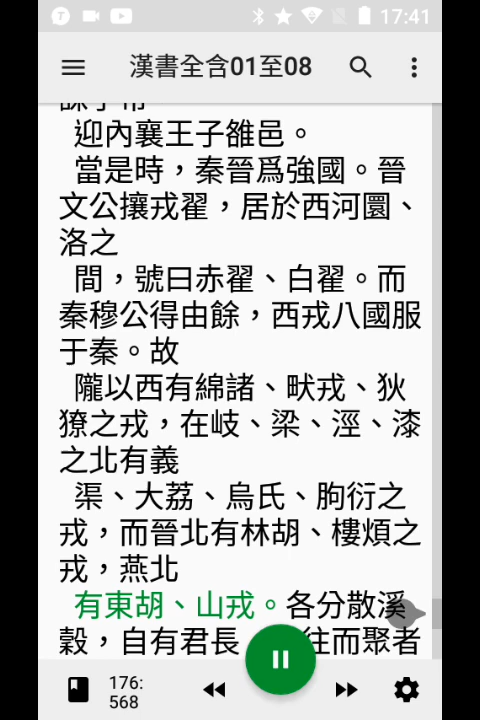 17:41
漢書全含01至08
迎內襄王子雒邑。
當是時，秦晉爲強國。晉
文公攘戎翟，居於西河圜、
洛之
間，號曰赤翟、白翟。而
秦穆公得由餘，西戎八國服
于秦。故
隴以西有綿諸、畎戎、狄
獠之戎，在岐、梁、涇、漆
之北有義
渠、大荔、烏氏、朐衍之
戎，而晉北有林胡、樓煩之
戎，燕北
有東胡、山戎。各分散溪
穀，自有君長
往而聚者
176:
568